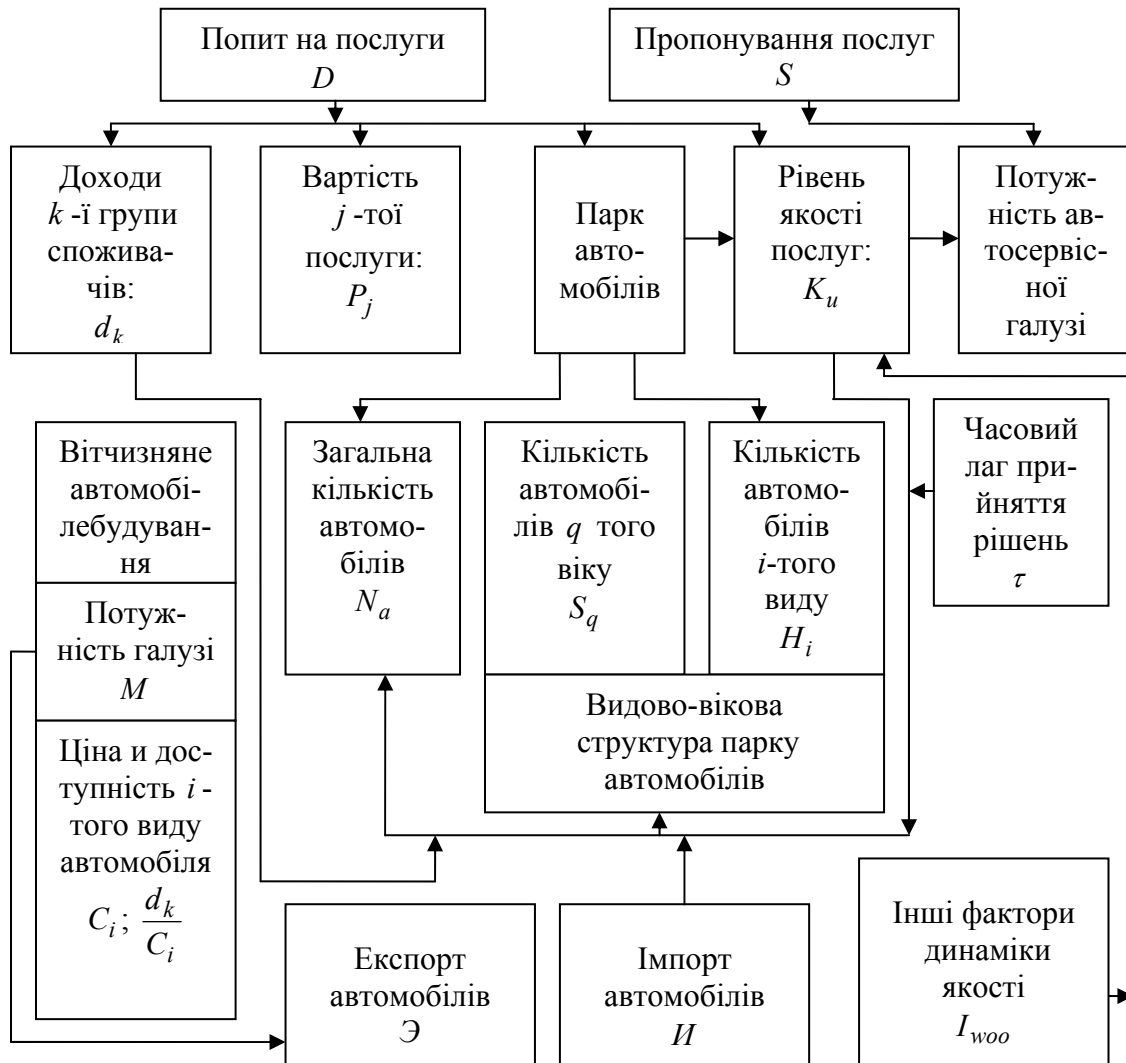 Попит на послуги
D
Пропонування послуг
S
Доходи
k -ї групи
спожива-
чів:
d_k
Вартість
j -тої
послуги:
P_j
Парк
авто-
мобілів
Рівень
якості
послуг:
K_u
Потуж-
ність ав-
тосервіс-
ної
галузі
Вітчизняне
автомобі-
лебудуван-
ня
Потуж-
ність галузі
M
Ціна и дос-
тупність i -
того виду
автомобіля
C_i ; d_k / C_i
Загальна
кількість
автомо-
білів
N_a
Кількість
автомобі-
лів q того
віку
S_q
Кількість
автомо-
білів
i-того
виду
H_i
Видово-вікова
структура парку
автомобілів
Часовий
лаг при-
йняття
рішень
τ
Експорт
автомобілів
Э
Імпорт
автомобілів
И
Інші фактори
динаміки
якості
I_woo